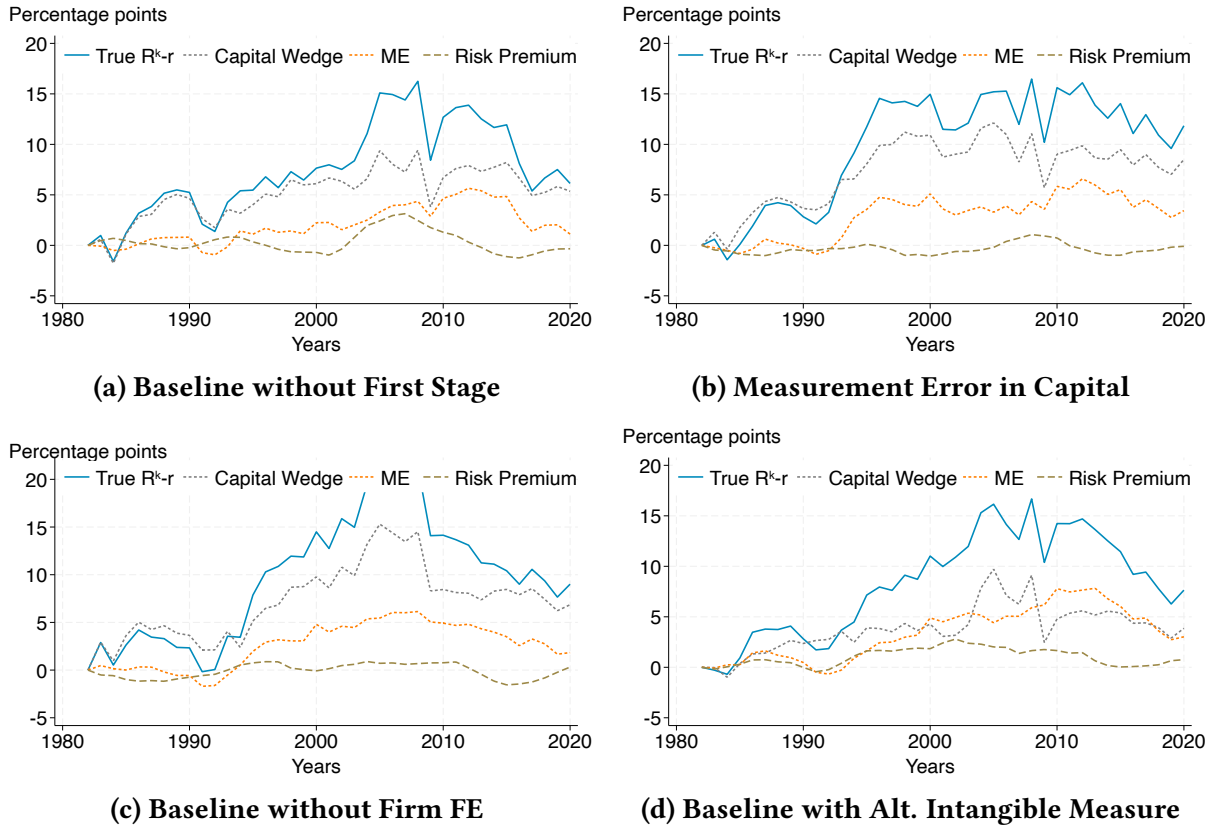 Percentage points
20
True Rᵏ-r Capital Wedge ME Risk Premium
15
10
5
0
-5
1980 1990 2000 2010 2020
Years
(a) Baseline without First Stage
Percentage points
20
True Rᵏ-r Capital Wedge ME Risk Premium
15
10
5
0
-5
1980 1990 2000 2010 2020
Years
(b) Measurement Error in Capital
Percentage points
20
True Rᵏ-r Capital Wedge ME Risk Premium
15
10
5
0
-5
1980 1990 2000 2010 2020
Years
(c) Baseline without Firm FE
Percentage points
20
True Rᵏ-r Capital Wedge ME Risk Premium
15
10
5
0
-5
1980 1990 2000 2010 2020
Years
(d) Baseline with Alt. Intangible Measure